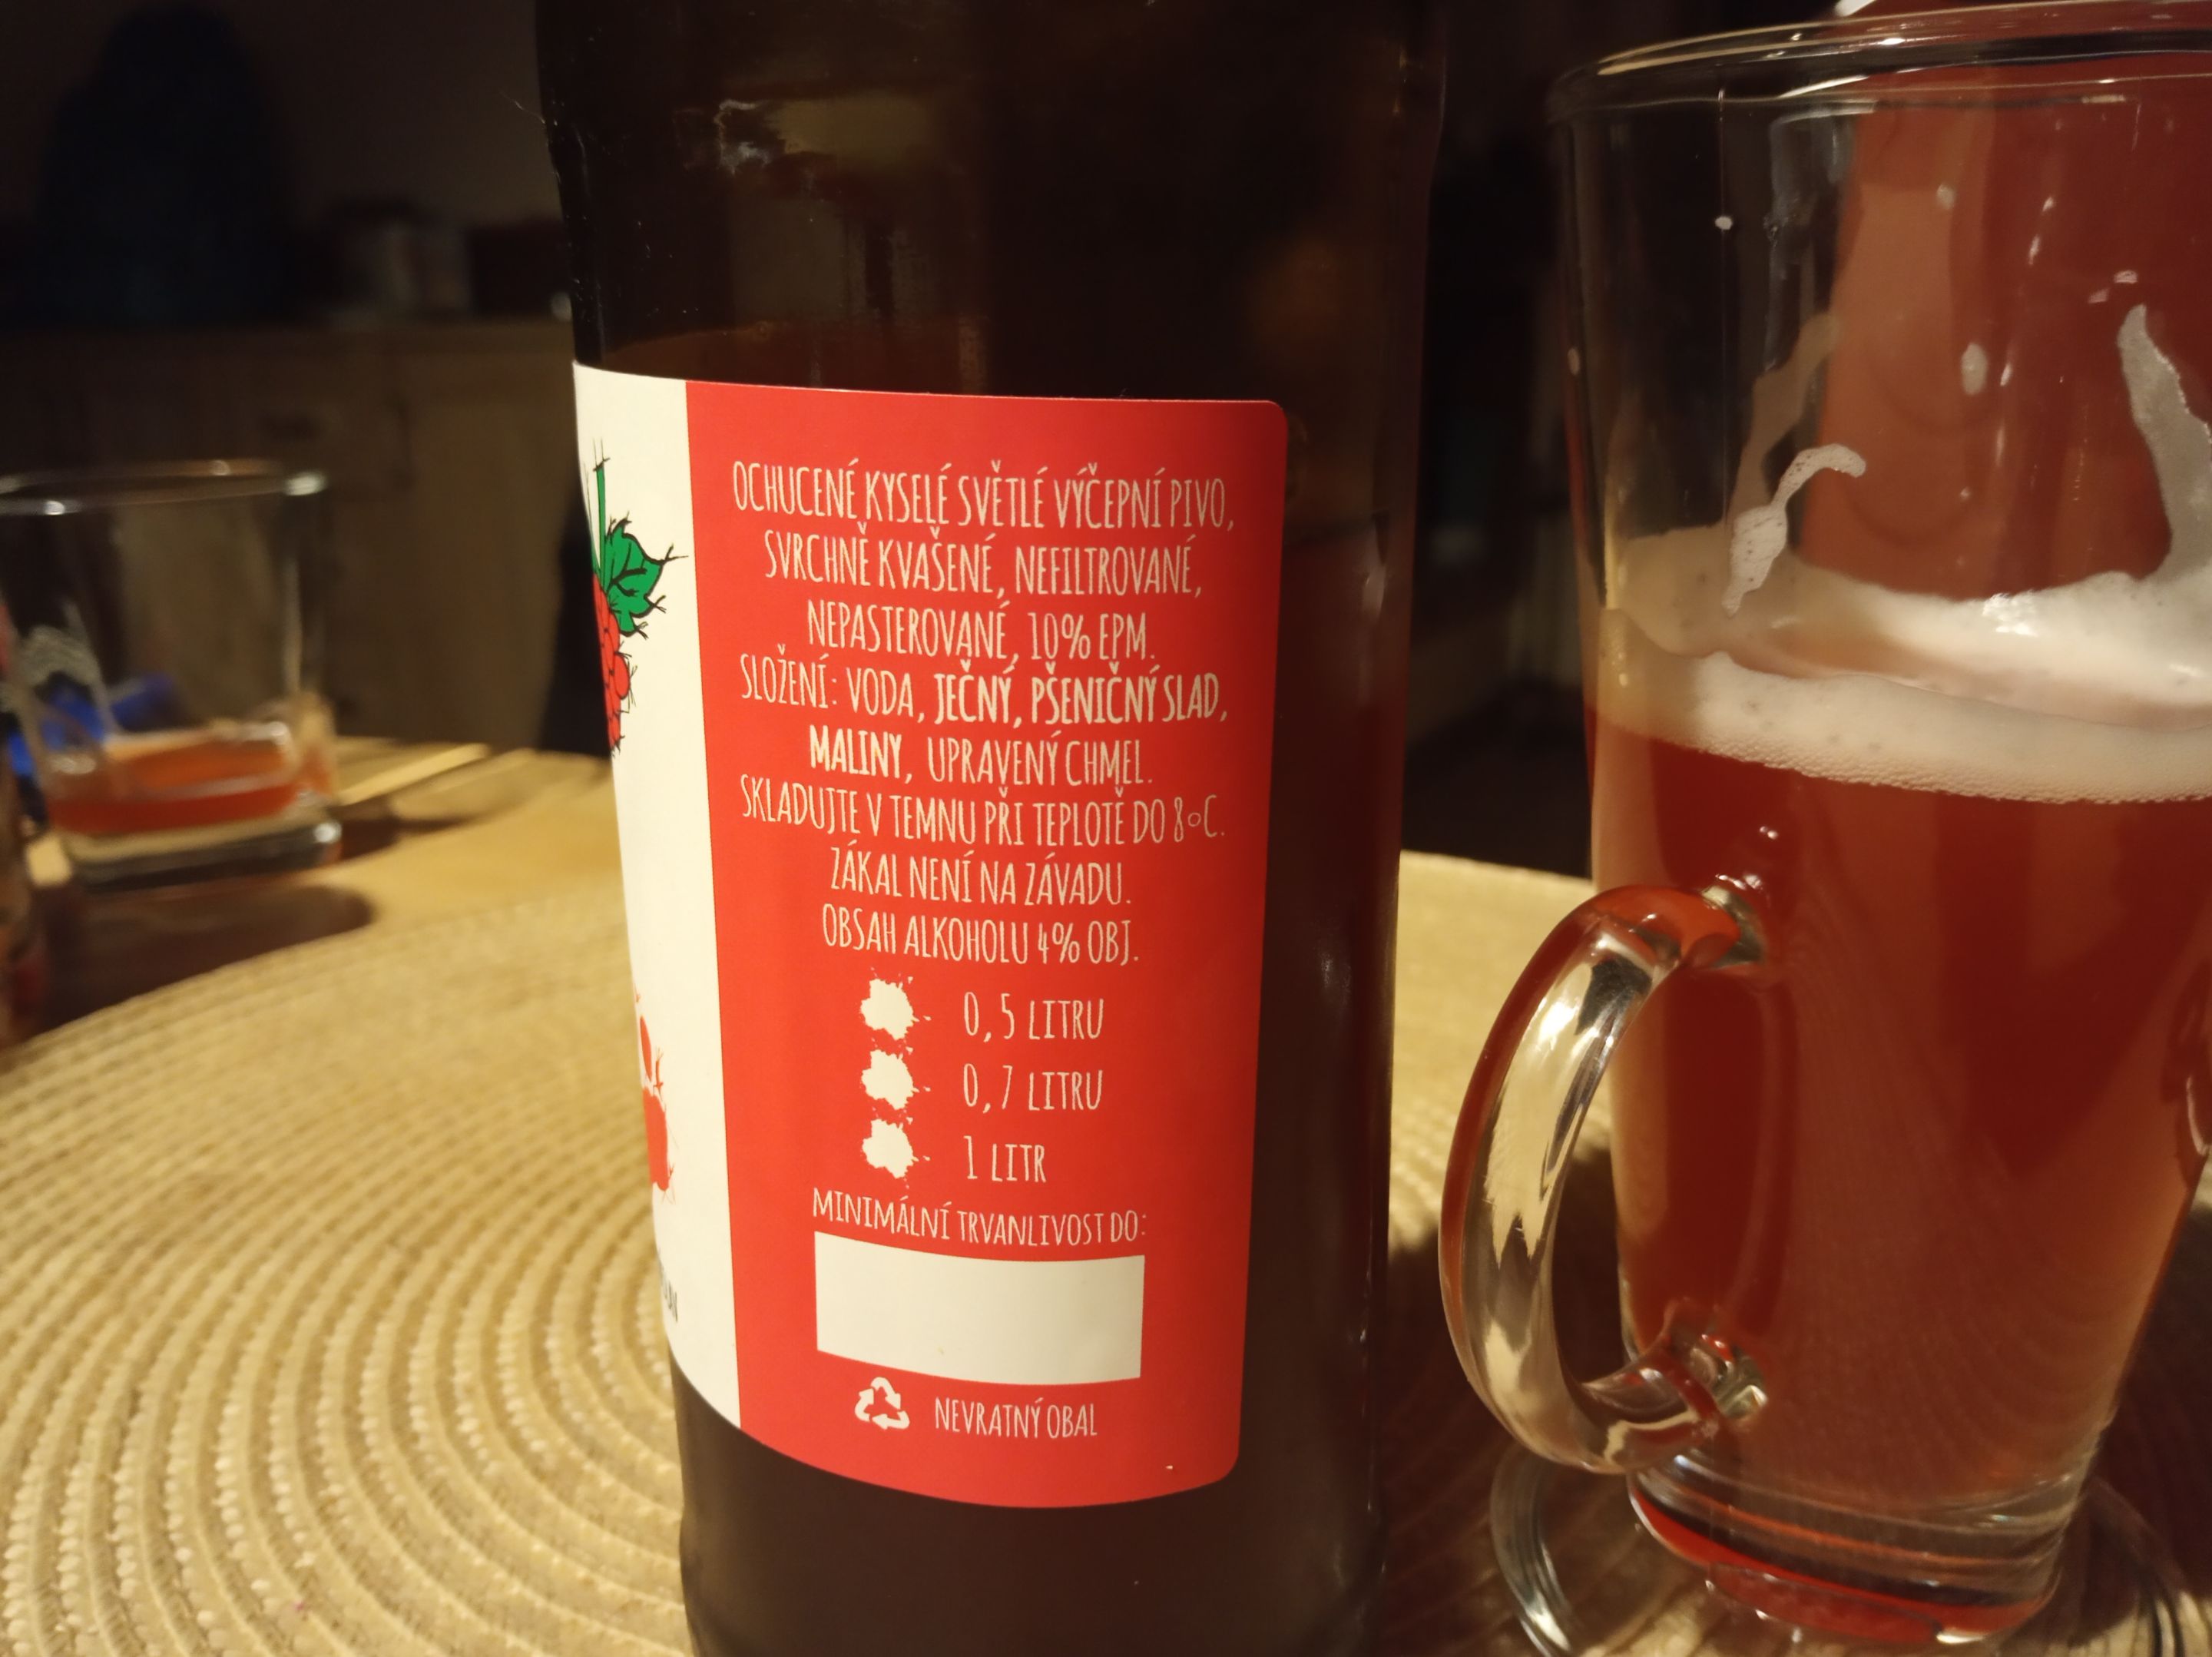 OCHUCENÉ KYSELÉ SVĚTLÉ VÝČEPNÍ PIVO,
SVRCHNĚ KVAŠENÉ, NEFILTROVANÉ,
NEPASTEROVANÉ, 10% EPM.
SLOŽENÍ: VODA, JEČNÝ, PŠENIČNÝ SLAD,
MALINY, UPRAVENÝ CHMEL.
SKLADUJTE V TEMNU PŘI TEPLOTĚ DO 8°C.
ZÁKAL NENÍ NA ZÁVADU.
OBSAH ALKOHOLU 4% OBJ.
0,5 LITRU
0,7 LITRU
1 LITR
MINIMÁLNÍ TRVANLIVOST DO:
NEVRATNÝ OBAL